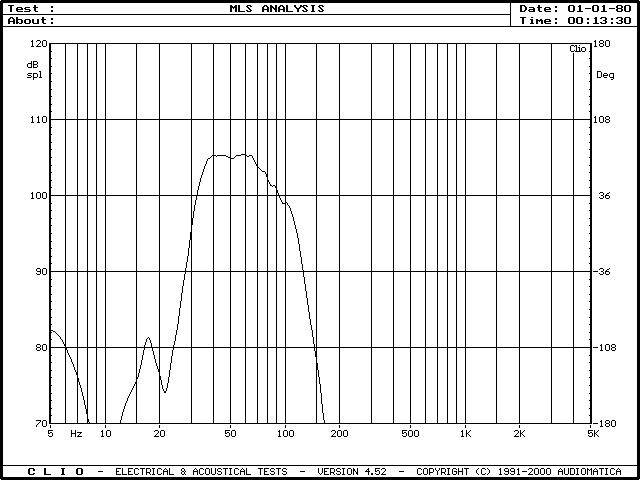 Test : MLS ANALYSIS Date: 01-01-80
About: Time: 00:13:30
120 180
Clio
dB
spl Deg
110 108
100 36
90 -36
80 -108
70 -180
5 Hz 10 20 50 100 200 500 1K 2K 5K
C L I O - ELECTRICAL & ACOUSTICAL TESTS - VERSION 4.52 - COPYRIGHT (C) 1991-2000 AUDIOMATICA